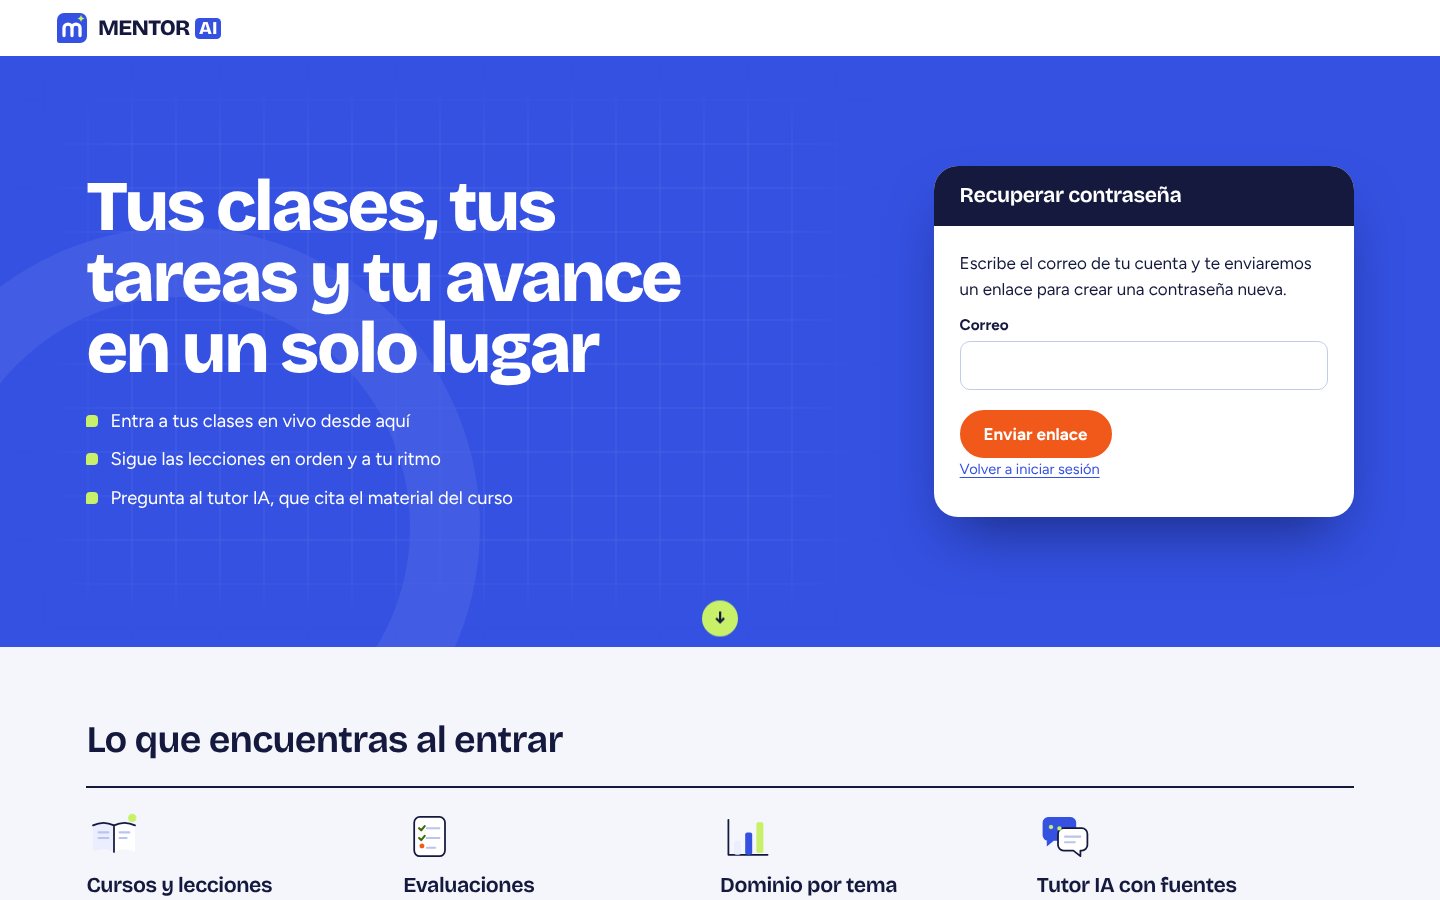 m MENTOR AI
Tus clases, tus
tareas y tu avance
en un solo lugar
Entra a tus clases en vivo desde aquí
Sigue las lecciones en orden y a tu ritmo
Pregunta al tutor IA, que cita el material del curso
Recuperar contraseña
Escribe el correo de tu cuenta y te enviaremos
un enlace para crear una contraseña nueva.
Correo
Enviar enlace
Volver a iniciar sesión
Lo que encuentras al entrar
Cursos y lecciones
Evaluaciones
Dominio por tema
Tutor IA con fuentes